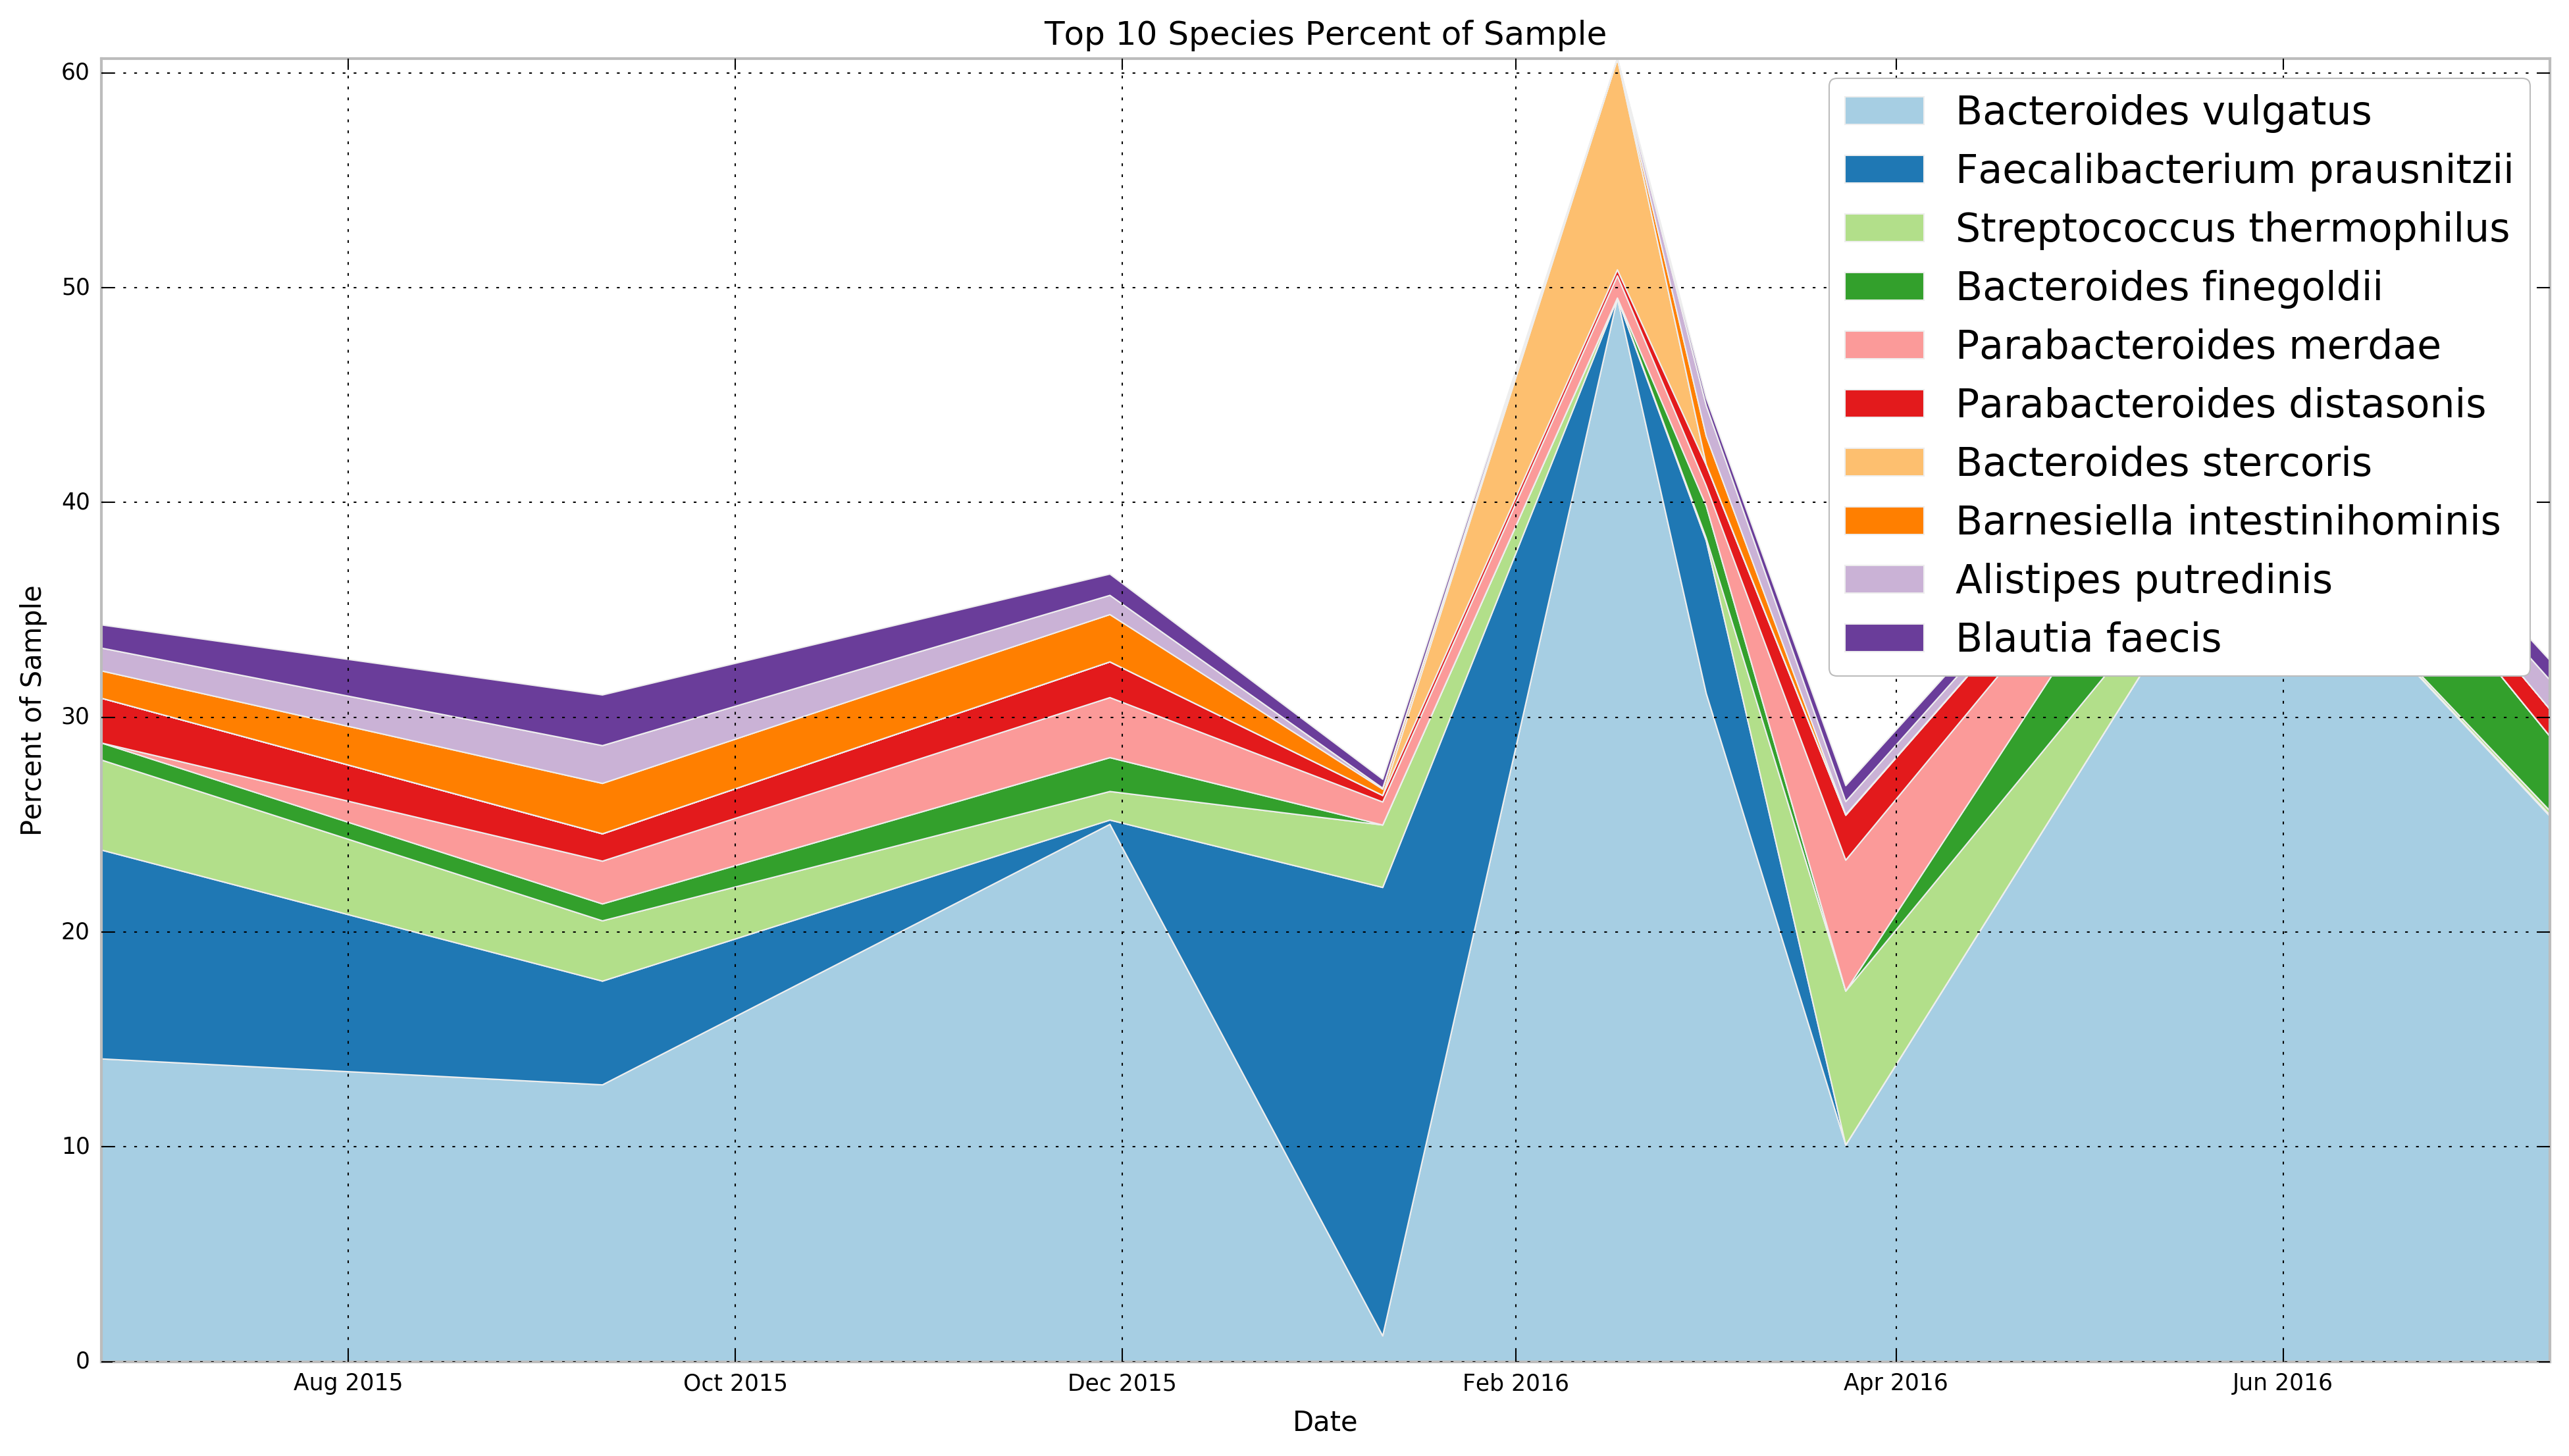 Top 10 Species Percent of Sample
60
50
40
30
20
10
0
Percent of Sample
Bacteroides vulgatus
Faecalibacterium prausnitzii
Streptococcus thermophilus
Bacteroides finegoldii
Parabacteroides merdae
Parabacteroides distasonis
Bacteroides stercoris
Barnesiella intestinihominis
Alistipes putredinis
Blautia faecis
Aug 2015 Oct 2015 Dec 2015 Feb 2016 Apr 2016 Jun 2016
Date